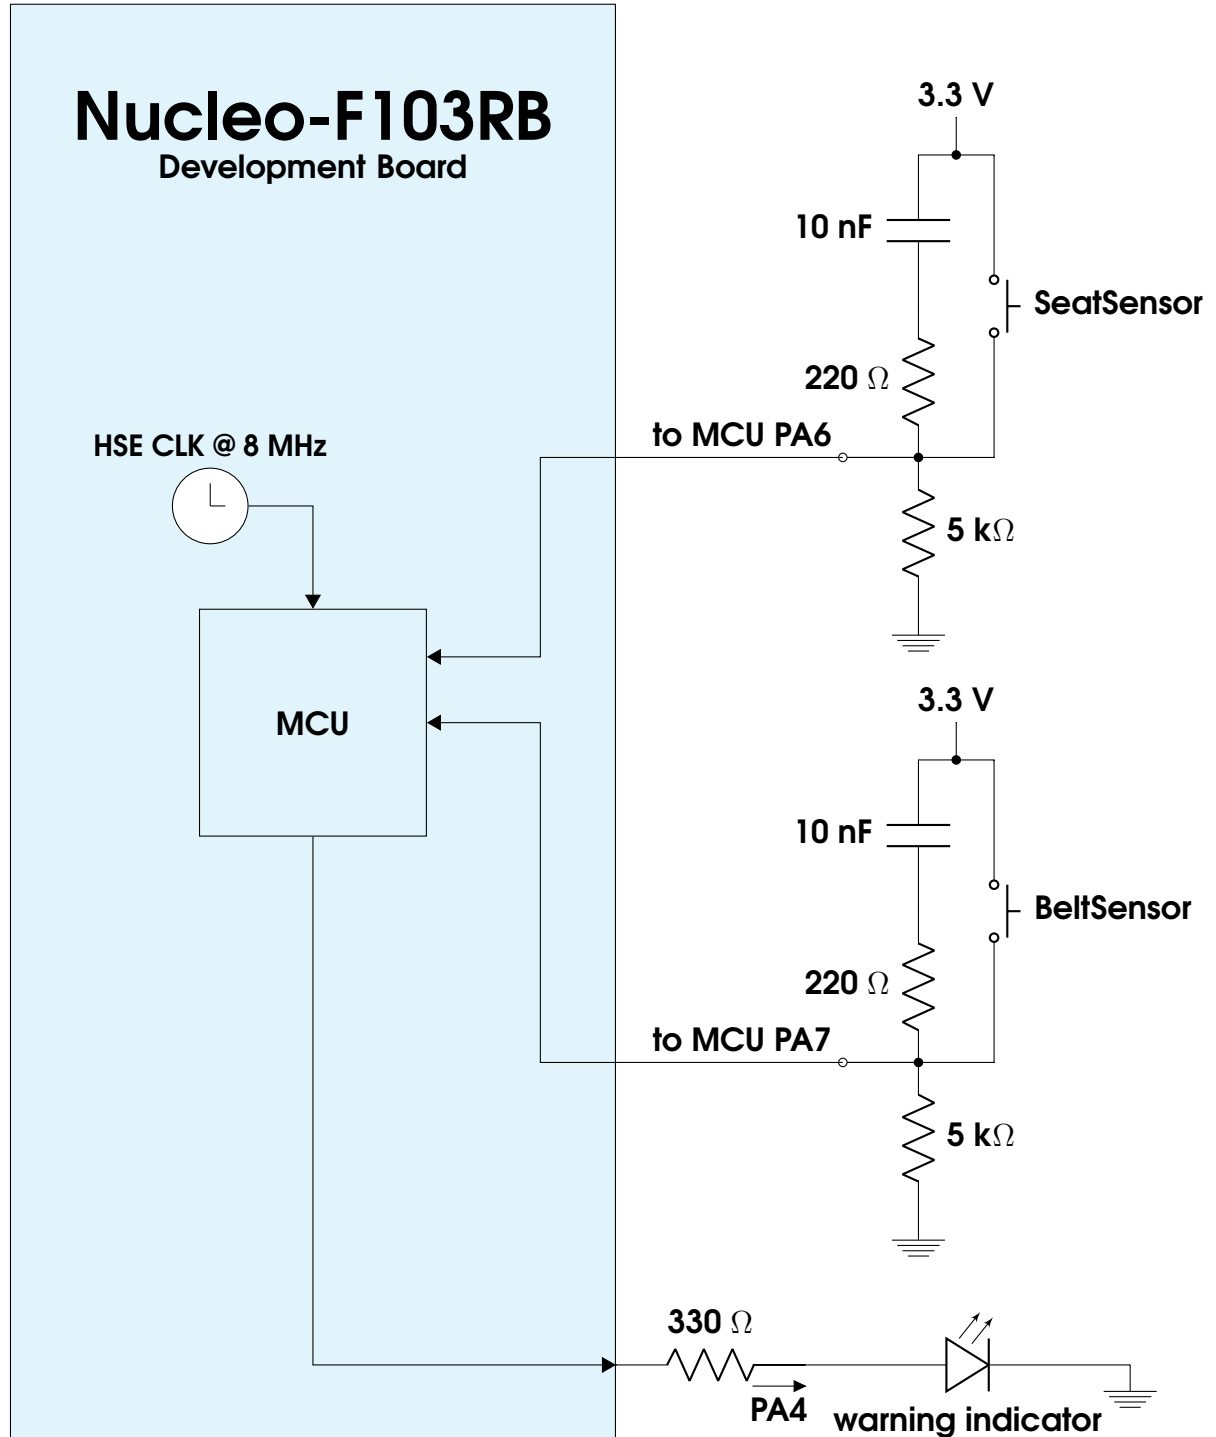 Nucleo-F103RB
Development Board
3.3 V
10 nF
SeatSensor
220 Ω
to MCU PA6
HSE CLK @ 8 MHz
5 kΩ
MCU
3.3 V
10 nF
BeltSensor
220 Ω
to MCU PA7
5 kΩ
330 Ω
PA4
warning indicator